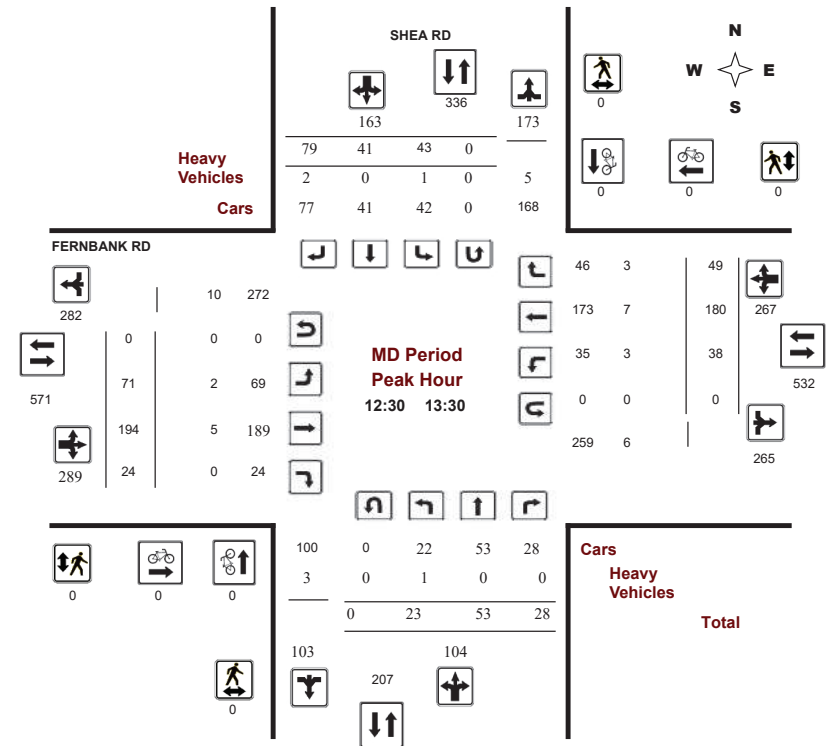 SHEA RD
N
W E
S
336
0
163 173
79 41 43 0
Heavy
Vehicles
2 0 1 0 5
Cars
77 41 42 0 168
0 0 0
FERNBANK RD
282
10 272
46 3 49
267
0 0 0
173 7 180
571
71 2 69
MD Period
Peak Hour
12:30 13:30
35 3 38
532
194 5 189
0 0 0
289
24 0 24
259 6
265
100 0 22 53 28
Cars
3 0 1 0 0
Heavy
Vehicles
0 0 0
0 23 53 28
Total
103 104
207
0